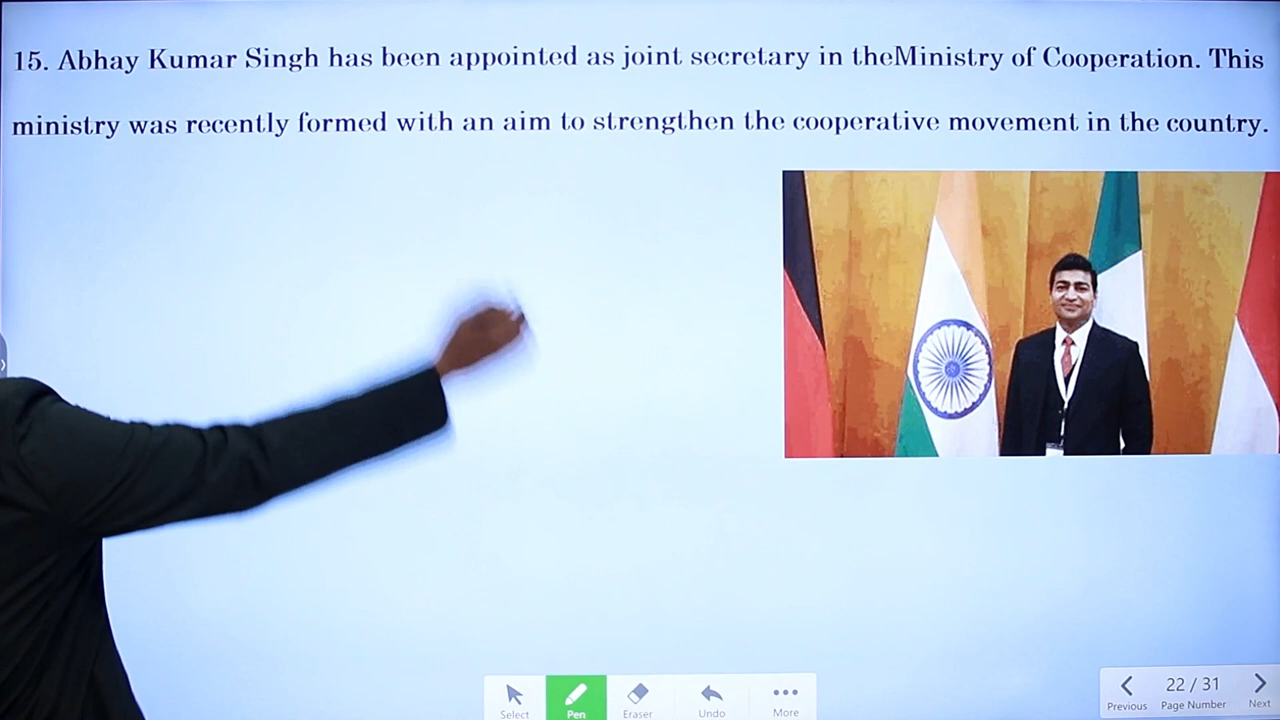 15. Abhay Kumar Singh has been appointed as joint secretary in theMinistry of Cooperation. This
ministry was recently formed with an aim to strengthen the cooperative movement in the country.
Select
Pen
Eraser
Undo
More
Previous
22 / 31
Page Number
Next